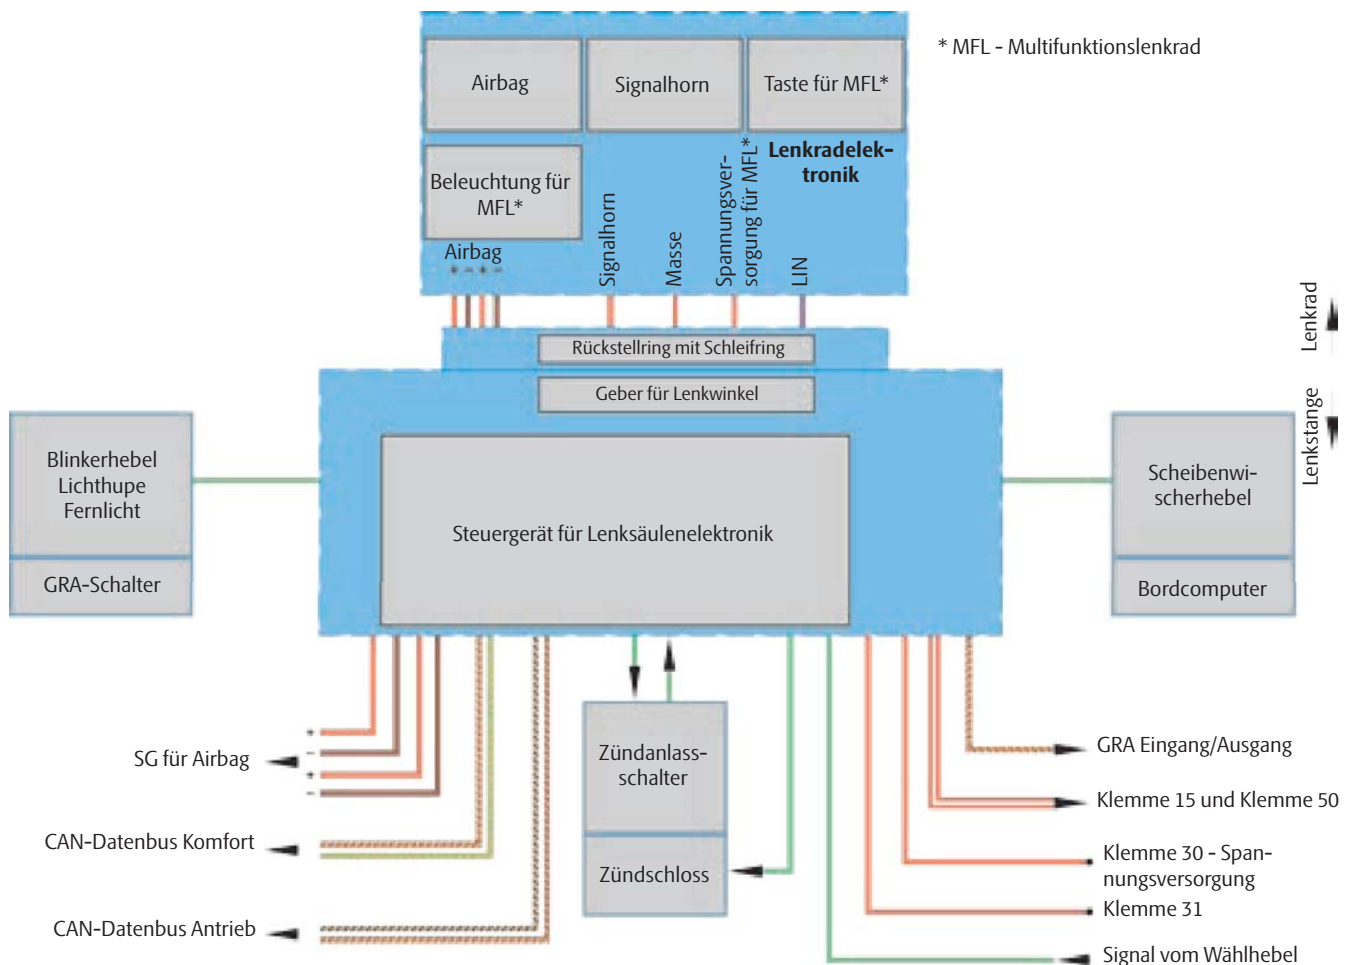 * MFL - Multifunktionslenkrad
Airbag
Signalhorn
Taste für MFL*
Lenkradelek-
tronik
Beleuchtung für
MFL*
Airbag
+ - + -
Signalhorn
Masse
Spannungsver-
sorgung für MFL*
LIN
Lenkrad
Lenkstange
Rückstellring mit Schleifring
Geber für Lenkwinkel
Blinkerhebel
Lichthupe
Fernlicht
GRA-Schalter
Steuergerät für Lenksäulenelektronik
Scheibenwi-
scherhebel
Bordcomputer
SG für Airbag
+
-
+
-
CAN-Datenbus Komfort
CAN-Datenbus Antrieb
Zündanlass-
schalter
Zündschloss
GRA Eingang/Ausgang
Klemme 15 und Klemme 50
Klemme 30 - Span-
nungsversorgung
Klemme 31
Signal vom Wählhebel